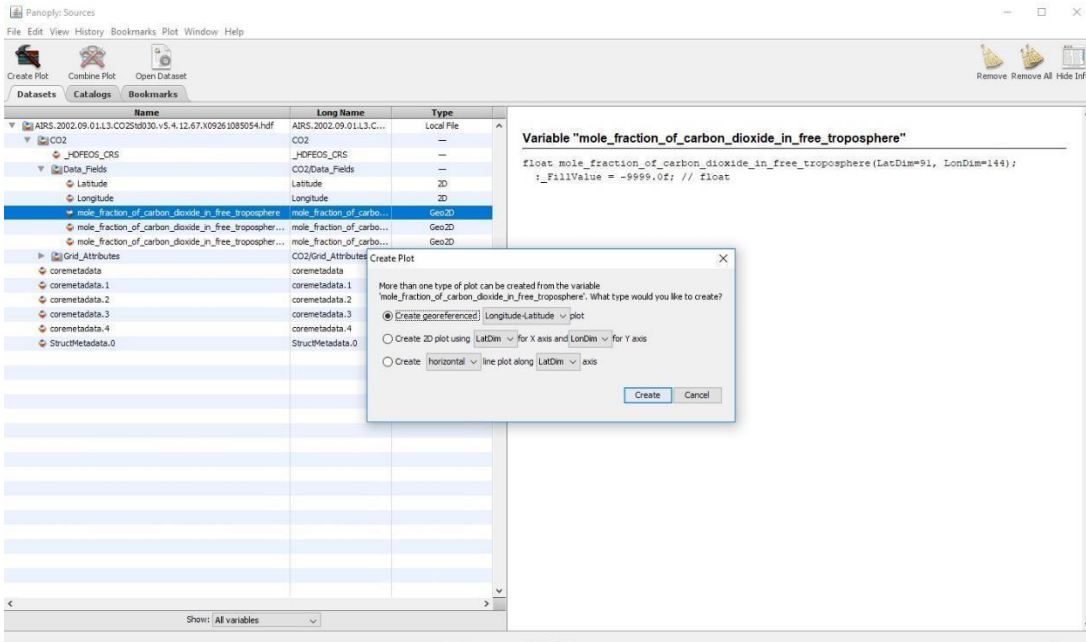 Panoply: Sources
File Edit View History Bookmarks Plot Window Help
Create Plot Combine Plot Open Dataset
Remove Remove All Hide Inf
Datasets Catalogs Bookmarks
Name Long Name Type
AIRS.2002.09.01.L3.CO2Std030.v5.4.12.67.X09261085054.hdf AIRS.2002.09.01.L3.C... Local File
CO2 CO2 —
_HDFEOS_CRS _HDFEOS_CRS —
Data_Fields CO2/Data_Fields —
Latitude Latitude 2D
Longitude Longitude 2D
mole_fraction_of_carbon_dioxide_in_free_troposphere mole_fraction_of_carbo... Geo2D
mole_fraction_of_carbon_dioxide_in_free_tropospher... mole_fraction_of_carbo... Geo2D
mole_fraction_of_carbon_dioxide_in_free_tropospher... mole_fraction_of_carbo... Geo2D
Grid_Attributes CO2/Grid_Attributes
coremetadata coremetadata
coremetadata.1 coremetadata.1
coremetadata.2 coremetadata.2
coremetadata.3 coremetadata.3
coremetadata.4 coremetadata.4
StructMetadata.0 StructMetadata.0
Variable "mole_fraction_of_carbon_dioxide_in_free_troposphere"
float mole_fraction_of_carbon_dioxide_in_free_troposphere(LatDim=91, LonDim=144);
:_FillValue = -9999.0f; // float
Create Plot
More than one type of plot can be created from the variable
'mole_fraction_of_carbon_dioxide_in_free_troposphere'. What type would you like to create?
Create georeferenced Longitude-Latitude plot
Create 2D plot using LatDim for X axis and LonDim for Y axis
Create horizontal line plot along LatDim axis
Create Cancel
Show: All variables